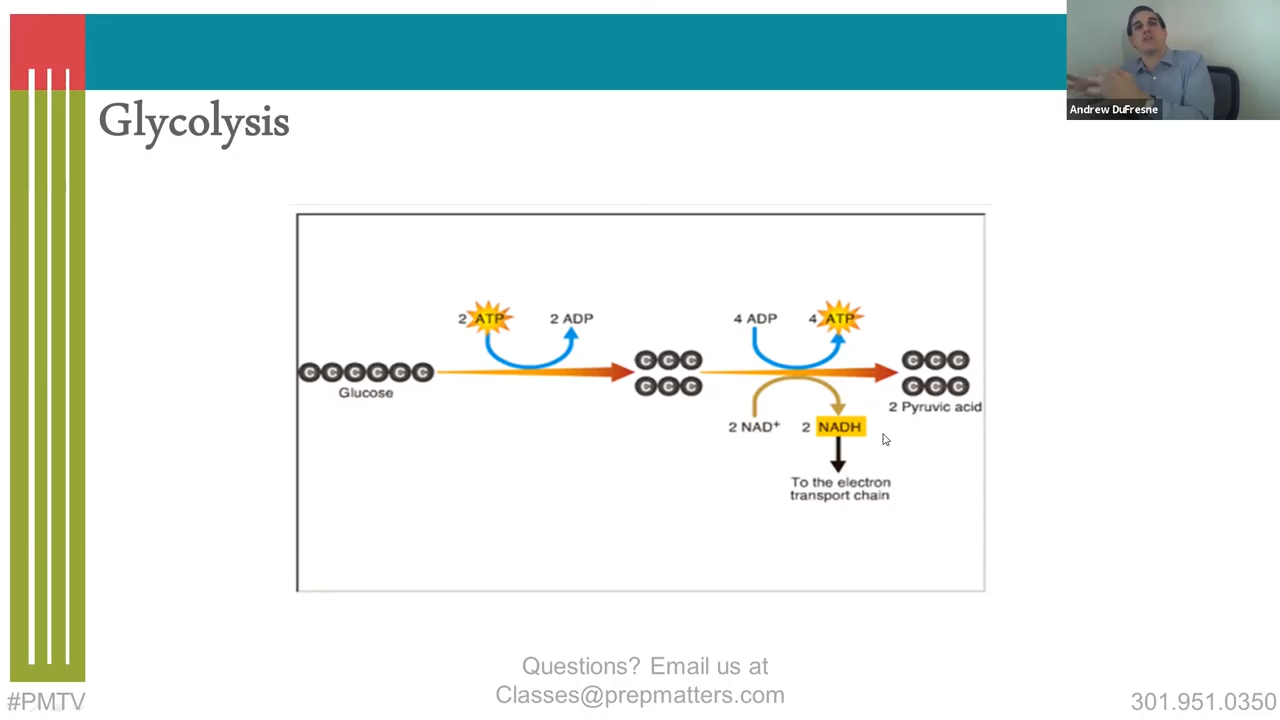 Andrew DuFresne
Glycolysis
2 ATP
2 ADP
4 ADP
4 ATP
C C C C C C
Glucose
C C C
C C C
C C C
C C C
2 Pyruvic acid
2 NAD+
2 NADH
To the electron
transport chain
Questions? Email us at
Classes@prepmatters.com
#PMTV
301.951.0350